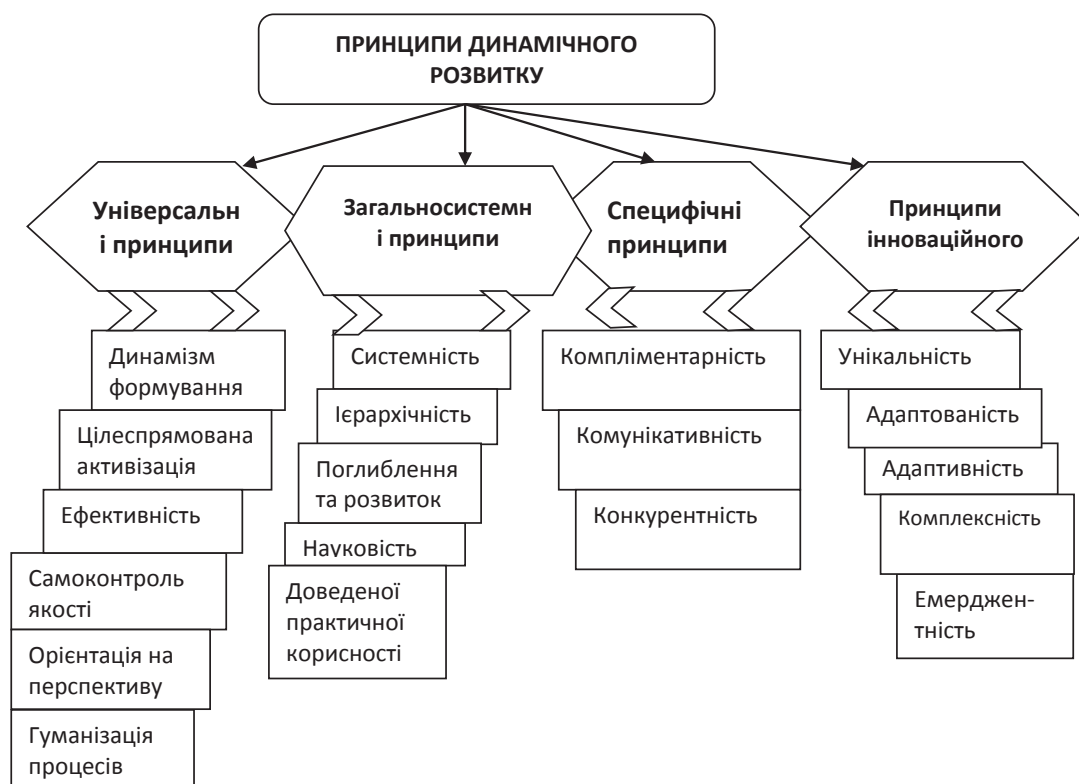 ПРИНЦИПИ ДИНАМІЧНОГО
РОЗВИТКУ
Універсальн
і принципи
Загальносистемн
і принципи
Специфічні
принципи
Принципи
інноваційного
Динамізм
формування
Цілеспрямована
активізація
Ефективність
Самоконтроль
якості
Орієнтація на
перспективу
Гуманізація
процесів
Системність
Ієрархічність
Поглиблення
та розвиток
Науковість
Доведеної
практичної
корисності
Компліментарність
Комунікативність
Конкурентність
Унікальність
Адаптованість
Адаптивність
Комплексність
Емерджен-
тність